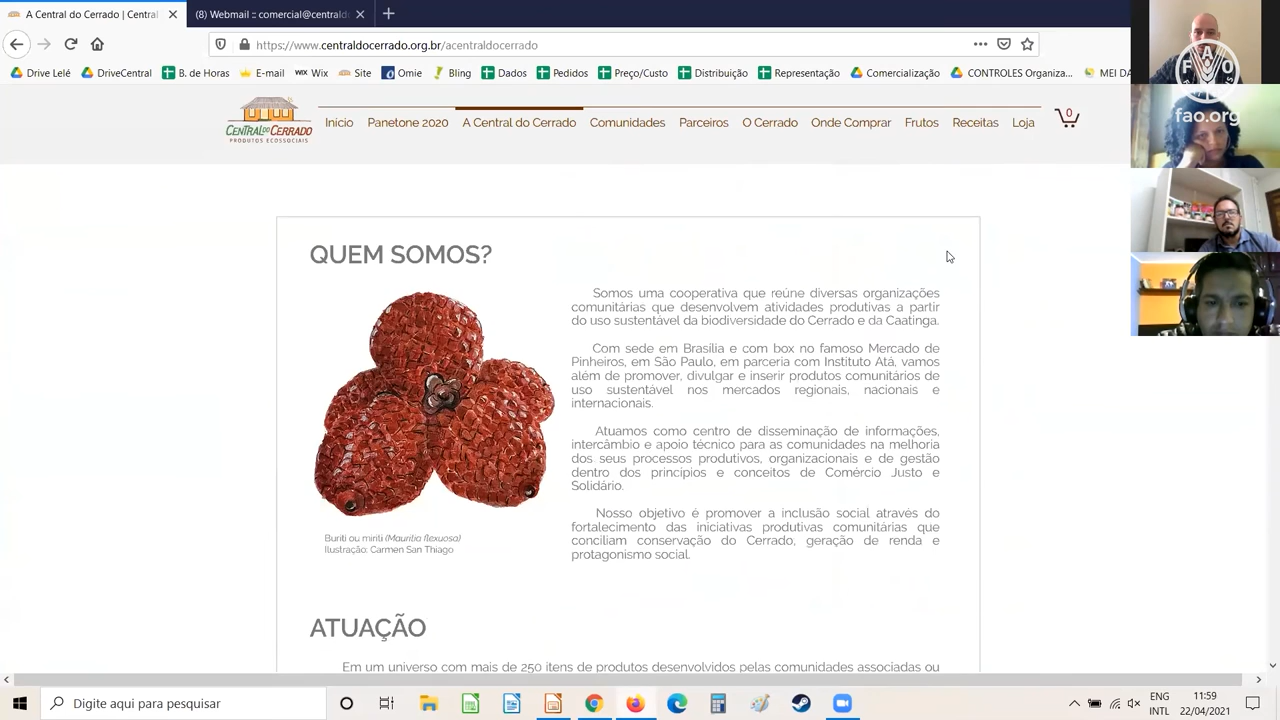 A Central do Cerrado | Central
(8) Webmail :: comercial@centrald
https://www.centraldocerrado.org.br/acentraldocerrado
Drive Lira
DriveCentral
B. de Horas
E-mail
WiX Wix
Site
Omie
Bling
Dados
Pedidos
Preço/Custo
Distribuição
Representação
Comercialização
CONTROLES Organiza...
MEI DA
FAO
fao.org
CENTRAL DO CERRADO
PRODUTOS ECOSSOCIAIS
Início
Panetone 2020
A Central do Cerrado
Comunidades
Parceiros
O Cerrado
Onde Comprar
Frutos
Receitas
Loja
0
QUEM SOMOS?
Somos uma cooperativa que reúne diversas organizações
comunitárias que desenvolvem atividades produtivas a partir
do uso sustentável da biodiversidade do Cerrado e da Caatinga.
Com sede em Brasília e com box no famoso Mercado de
Pinheiros, em São Paulo, em parceria com Instituto Atá, vamos
além de promover, divulgar e inserir produtos comunitários de
uso sustentável nos mercados regionais, nacionais e
internacionais.
Atuamos como centro de disseminação de informações,
intercâmbio e apoio técnico para as comunidades na melhoria
dos seus processos produtivos, organizacionais e de gestão
dentro dos princípios e conceitos de Comércio Justo e
Solidário.
Nosso objetivo é promover a inclusão social através do
fortalecimento das iniciativas produtivas comunitárias que
conciliam conservação do Cerrado, geração de renda e
protagonismo social.
Buriti ou miriti (Mauritia flexuosa)
Ilustração: Carmen San Thiago
ATUAÇÃO
Em um universo com mais de 250 itens de produtos desenvolvidos pelas comunidades associadas ou
Digite aqui para pesquisar
ENG
INTL
11:59
22/04/2021